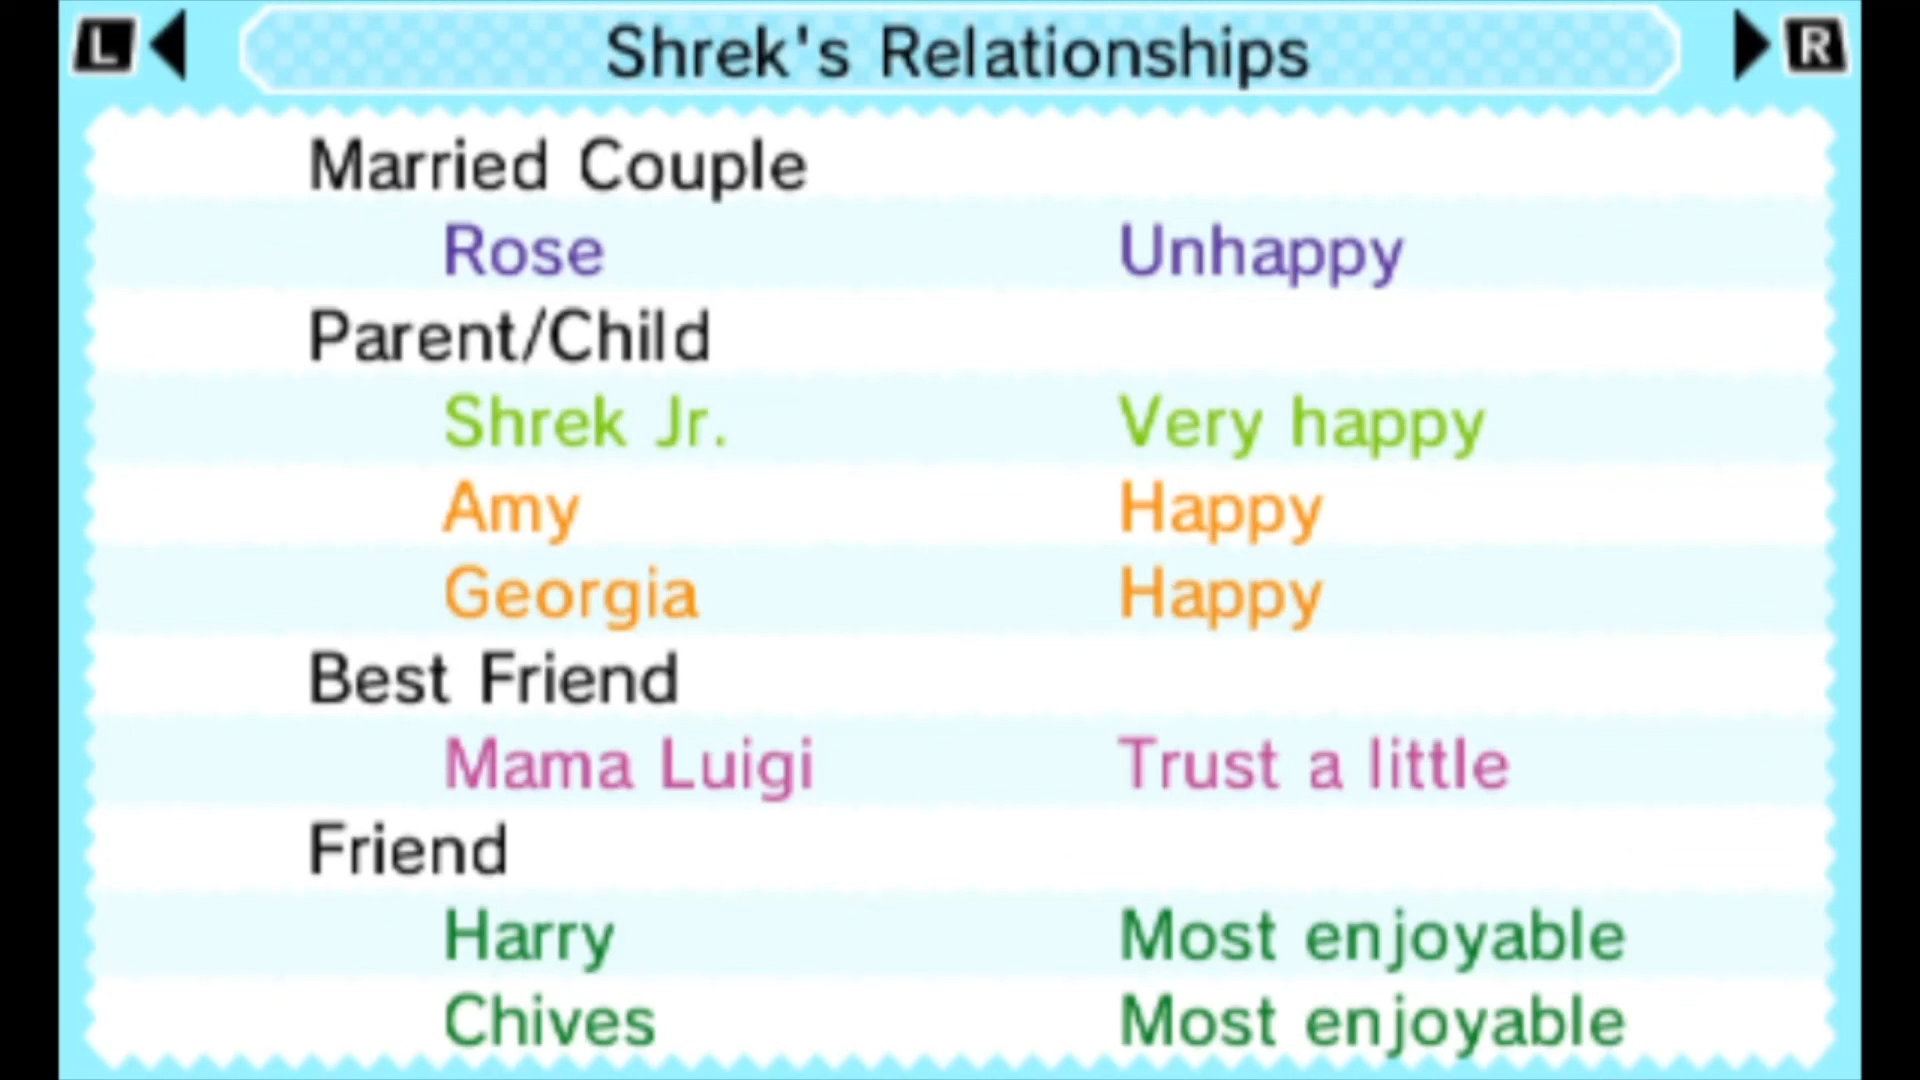 L Shrek's Relationships R
Married Couple
Rose Unhappy
Parent/Child
Shrek Jr. Very happy
Amy Happy
Georgia Happy
Best Friend
Mama Luigi Trust a little
Friend
Harry Most enjoyable
Chives Most enjoyable